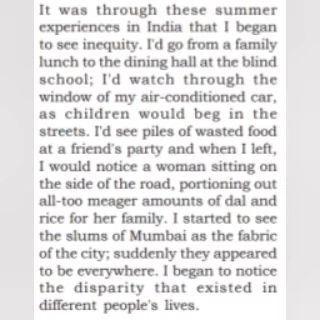 It was through these summer
experiences in India that I began
to see inequity. I'd go from a family
lunch to the dining hall at the blind
school; I'd watch through the
window of my air-conditioned car,
as children would beg in the
streets. I'd see piles of wasted food
at a friend's party and when I left,
I would notice a woman sitting on
the side of the road, portioning out
all-too meager amounts of dal and
rice for her family. I started to see
the slums of Mumbai as the fabric
of the city; suddenly they appeared
to be everywhere. I began to notice
the disparity that existed in
different people's lives.